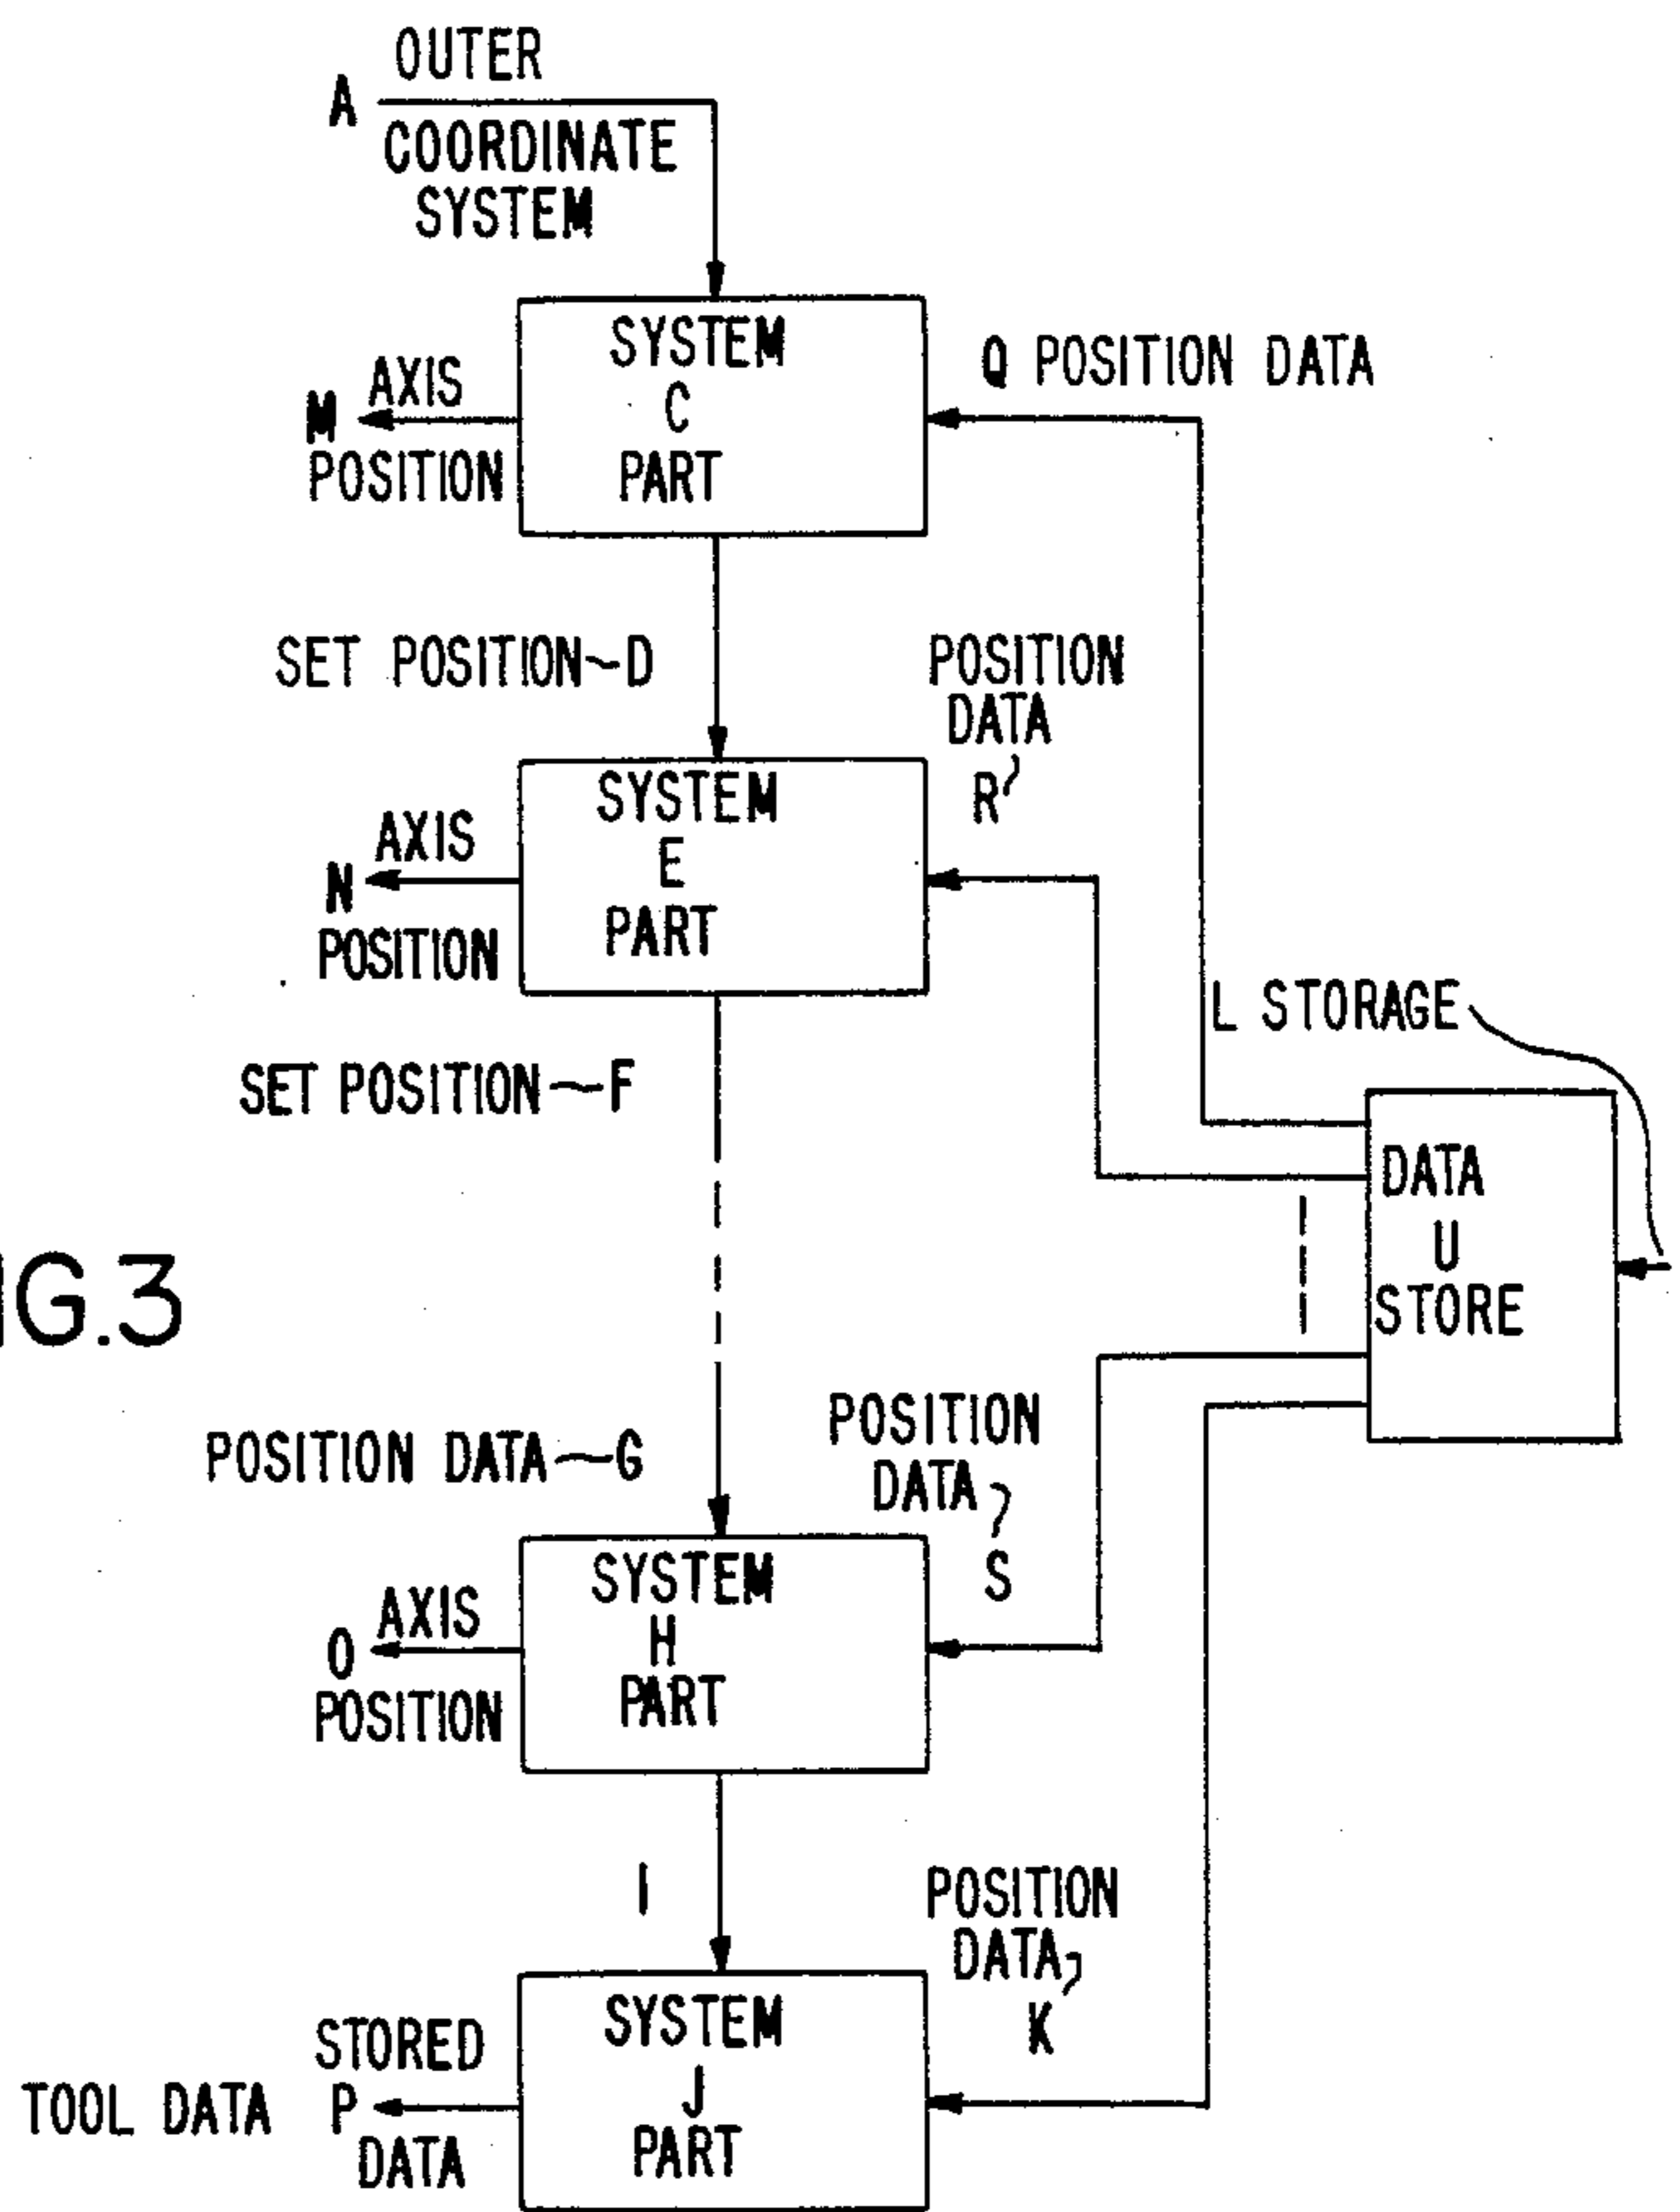 OUTER
A
COORDINATE
SYSTEM
SYSTEM
C
PART
AXIS
M
POSITION
Q POSITION DATA
SET POSITION~D
POSITION
DATA
R
SYSTEM
E
PART
AXIS
N
POSITION
L STORAGE
SET POSITION~F
DATA
U
STORE
G.3
POSITION DATA~G
POSITION
DATA
S
SYSTEM
H
PART
AXIS
O
POSITION
I
POSITION
DATA
K
SYSTEM
J
PART
STORED
TOOL DATA P
DATA